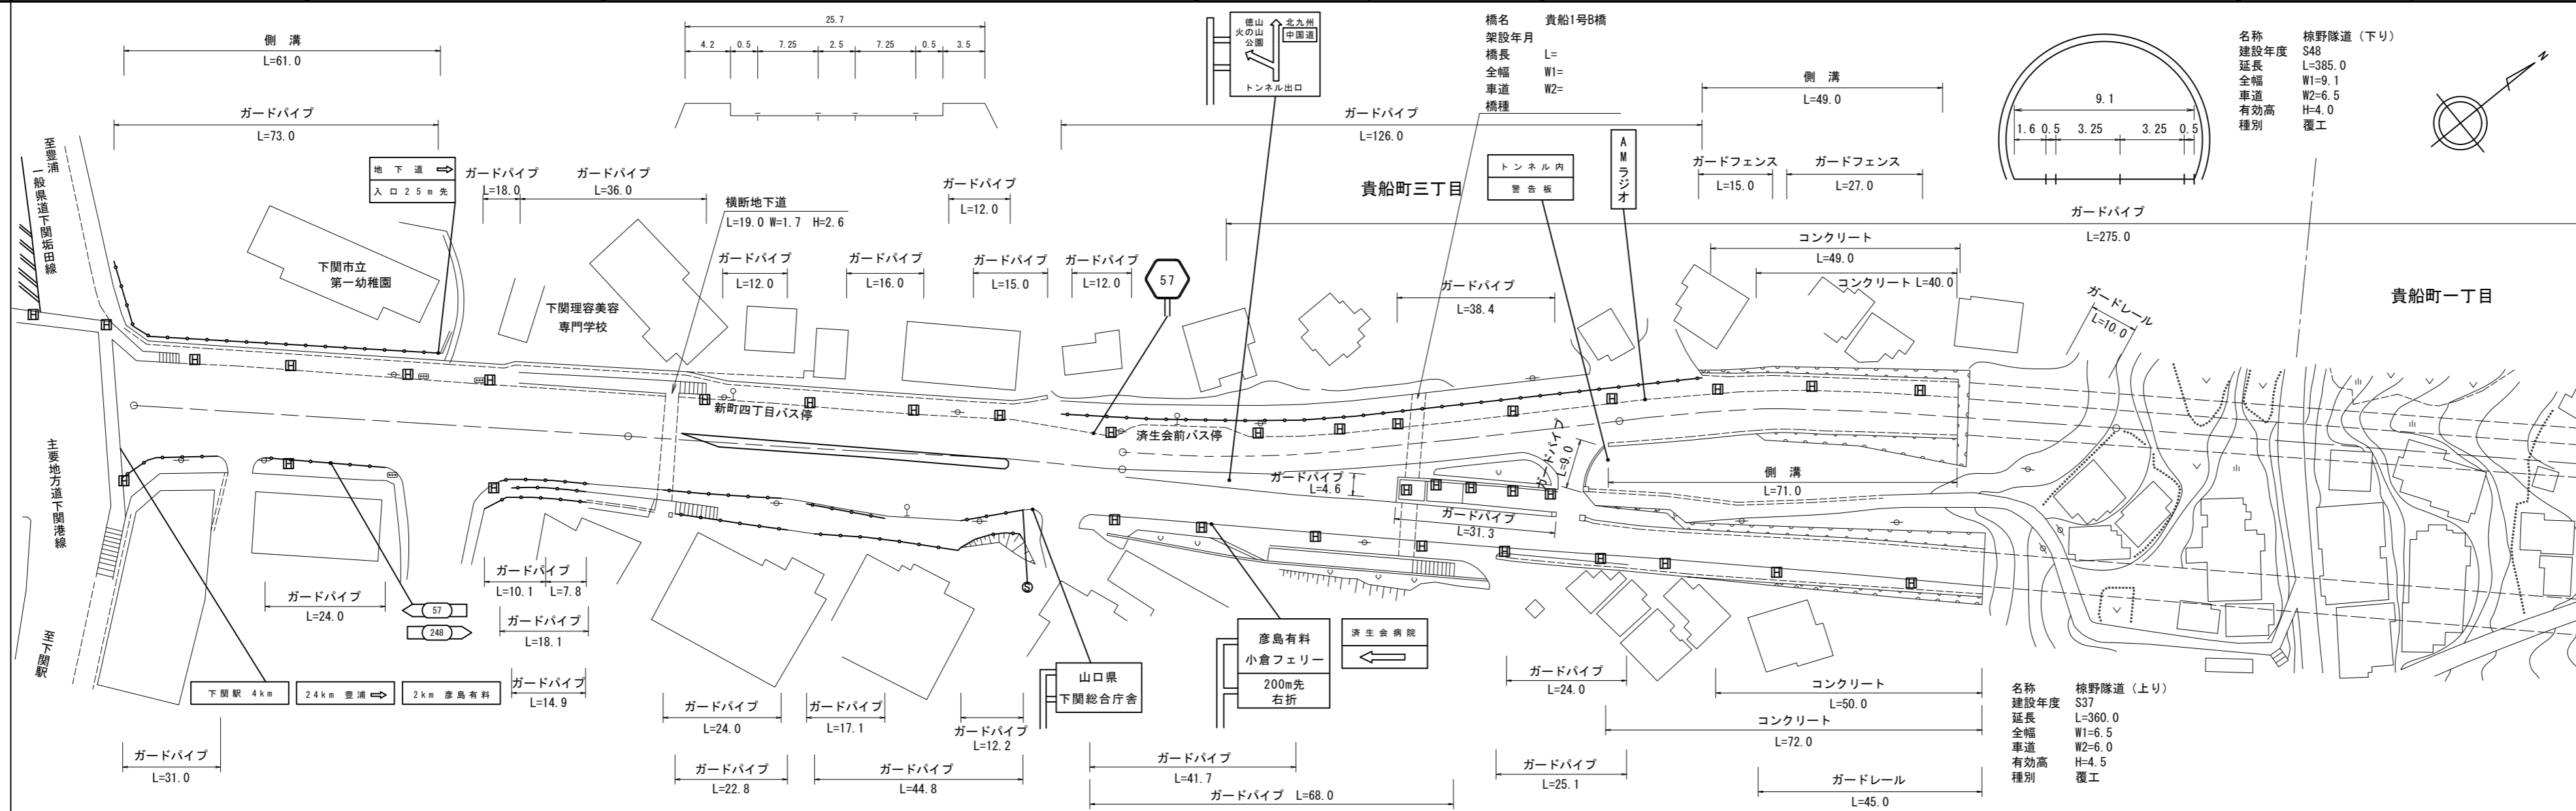 側 溝
L=61.0
ガードパイプ
L=73.0
25.7
4.2 0.5 7.25 2.5 7.25 0.5 3.5
徳山
火の山
公園
北九州
中国道
トンネル出口
橋名 貴船1号B橋
架設年月
橋長 L=
全幅 W1=
車道 W2=
橋種
側 溝
L=49.0
9.1
1.6 0.5 3.25 3.25 0.5
名称 椋野隧道(下り)
建設年度 S48
延長 L=385.0
全幅 W1=9.1
車道 W2=6.5
有効高 H=4.0
種別 覆工
N
ガードパイプ
L=126.0
至豊浦
一般県道下関垢田線
地 下 道
入 口 2 5 m 先
ガードパイプ
L=18.0
ガードパイプ
L=36.0
横断地下道
L=19.0 W=1.7 H=2.6
ガードパイプ
L=12.0
貴船町三丁目
トンネル内
警 告 板
AMラジオ
ガードフェンス
L=15.0
ガードフェンス
L=27.0
ガードパイプ
L=275.0
下関市立
第一幼稚園
下関理容美容
専門学校
ガードパイプ
L=12.0
ガードパイプ
L=16.0
ガードパイプ
L=15.0
ガードパイプ
L=12.0
57
ガードパイプ
L=38.4
コンクリート
L=49.0
コンクリート L=40.0
ガードレール
L=10.0
貴船町一丁目
新町四丁目バス停
済生会前バス停
主要地方道下関港線
至下関駅
ガードパイプ
L=4.6
ガードパイプ
L=9.0
側 溝
L=71.0
ガードパイプ
L=31.3
ガードパイプ
L=24.0
57
248
ガードパイプ
L=10.1 L=7.8
ガードパイプ
L=18.1
ガードパイプ
L=14.9
下関駅 4km
24km 豊浦
2km 彦島有料
S
山口県
下関総合庁舎
彦島有料
小倉フェリー
200m先
右折
済生会病院
ガードパイプ
L=24.0
コンクリート
L=50.0
コンクリート
L=72.0
名称 椋野隧道(上り)
建設年度 S37
延長 L=360.0
全幅 W1=6.5
車道 W2=6.0
有効高 H=4.5
種別 覆工
ガードパイプ
L=31.0
ガードパイプ
L=24.0
ガードパイプ
L=17.1
ガードパイプ
L=12.2
ガードパイプ
L=22.8
ガードパイプ
L=44.8
ガードパイプ
L=41.7
ガードパイプ L=68.0
ガードパイプ
L=25.1
ガードレール
L=45.0